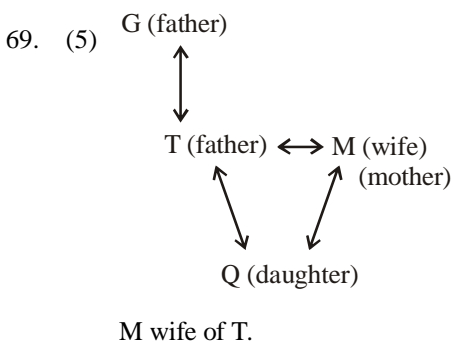 69. (5) G (father)
T (father) M (wife)
(mother)
Q (daughter)
M wife of T.